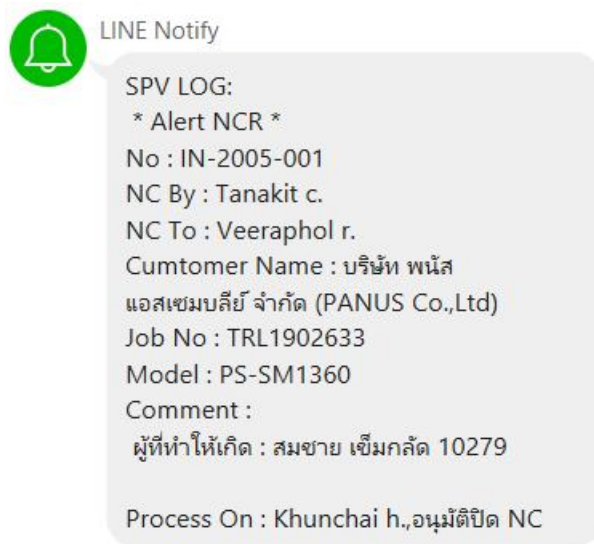 LINE Notify
SPV LOG:
* Alert NCR *
No : IN-2005-001
NC By : Tanakit c.
NC To : Veeraphol r.
Cumtomer Name : บริษัท พนัส
แอสเซมบลีย์ จำกัด (PANUS Co.,Ltd)
Job No : TRL1902633
Model : PS-SM1360
Comment :
ผู้ที่ทำให้เกิด : สมชาย เข็มกลัด 10279
Process On : Khunchai h.,อนุมัติปิด NC